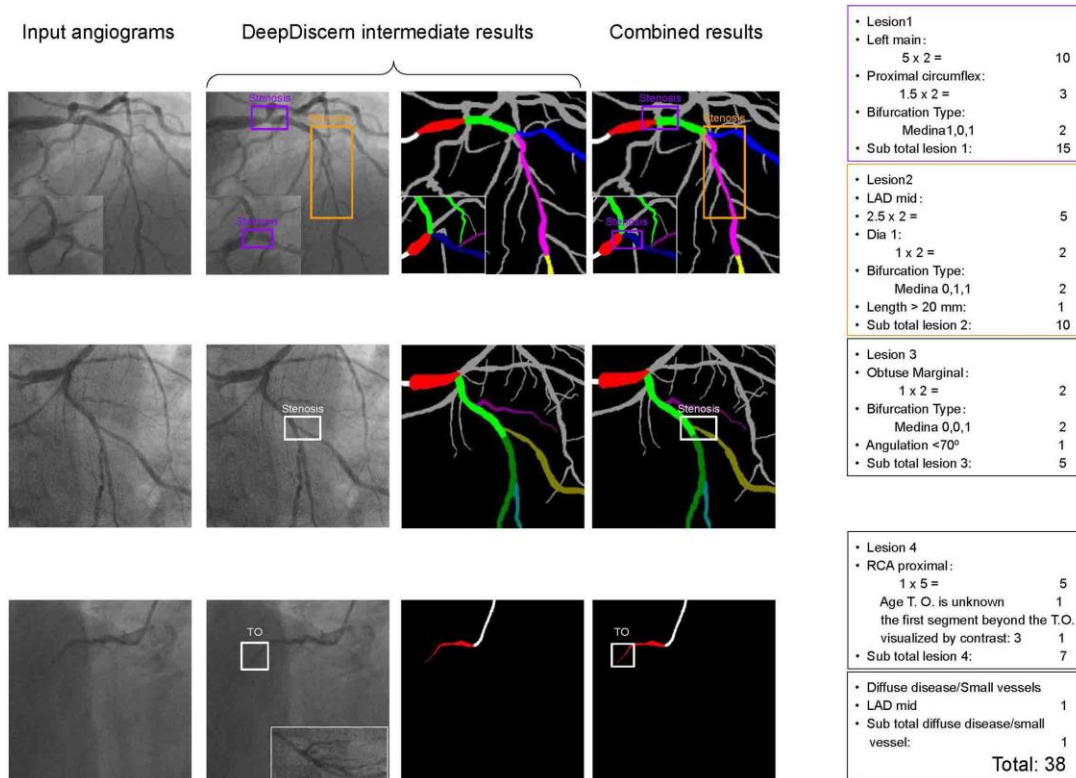 Input angiograms
DeepDiscern intermediate results
Combined results
Stenosis
Stenosis
Stenosis
Stenosis
Stenosis
Stenosis
Stenosis
Stenosis
TO
TO
• Lesion1
• Left main:
5 x 2 = 10
• Proximal circumflex:
1.5 x 2 = 3
• Bifurcation Type:
Medina1,0,1 2
• Sub total lesion 1: 15
• Lesion2
• LAD mid
• 2.5 x 2 = 5
• Dia 1:
1 x 2 = 2
• Bifurcation Type:
Medina 0,1,1 2
• Length > 20 mm: 1
• Sub total lesion 2: 10
• Lesion 3
• Obtuse Marginal:
1 x 2 = 2
• Bifurcation Type:
Medina 0,0,1 2
• Angulation <70º 1
• Sub total lesion 3: 5
• Lesion 4
• RCA proximal:
1 x 5 = 5
Age T. O. is unknown 1
the first segment beyond the T.O.
visualized by contrast: 3 1
• Sub total lesion 4: 7
• Diffuse disease/Small vessels
• LAD mid 1
• Sub total diffuse disease/small
vessel: 1
Total: 38